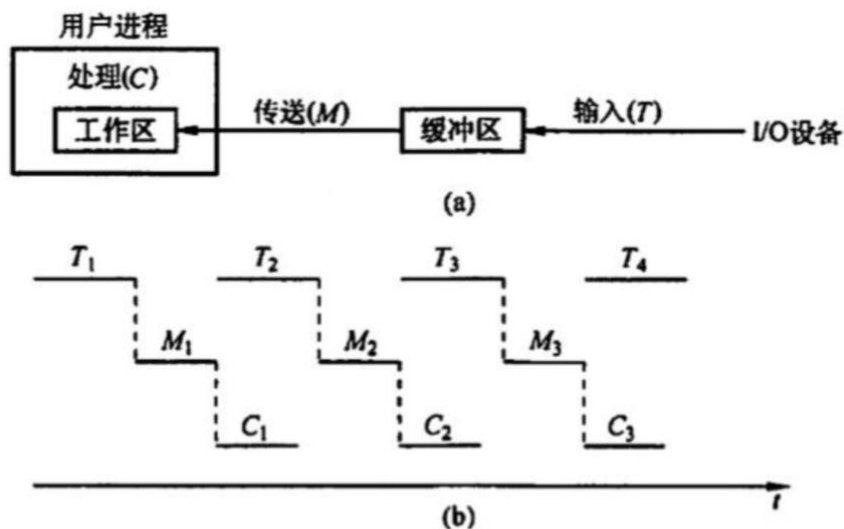 用户进程
处理(C)
工作区
传送(M)
缓冲区
输入(T)
I/O设备
(a)
T₁ T₂ T₃ T₄
M₁ M₂ M₃
C₁ C₂ C₃
t
(b)